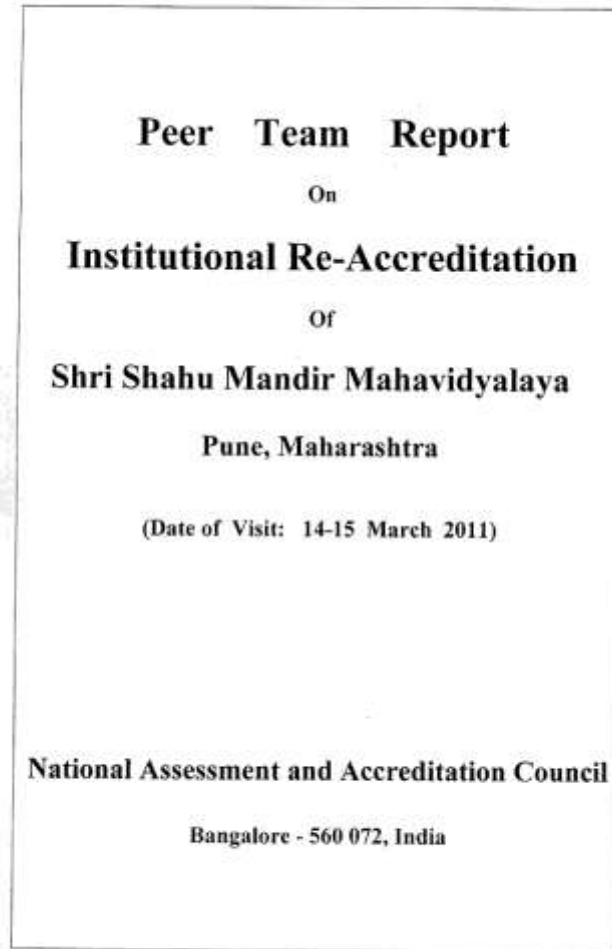 Peer Team Report
On
Institutional Re-Accreditation
Of
Shri Shahu Mandir Mahavidyalaya
Pune, Maharashtra
(Date of Visit: 14-15 March 2011)
National Assessment and Accreditation Council
Bangalore - 560 072, India